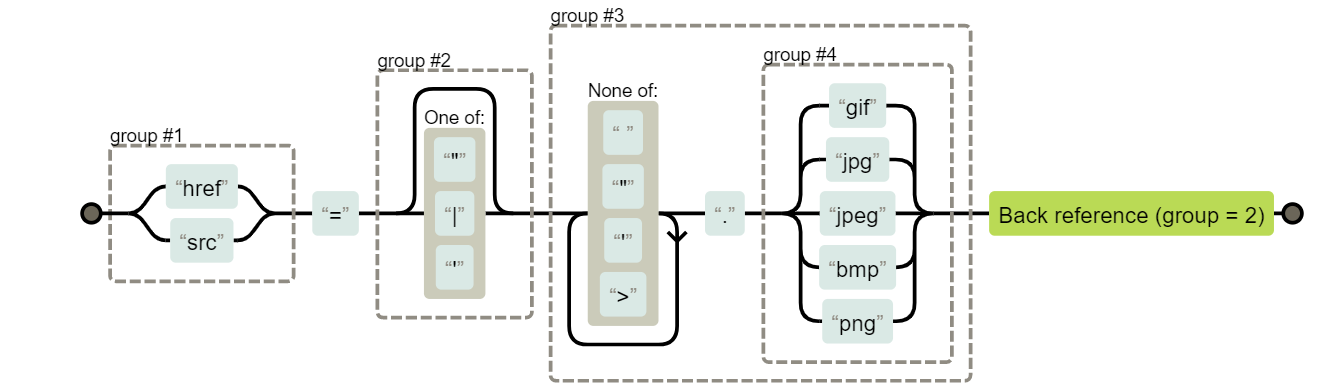 group #1
“href”
“src”
“=”
group #2
One of:
“"”
“|”
“'”
group #3
None of:
“ ”
“"”
“'”
“>”
“.”
group #4
“gif”
“jpg”
“jpeg”
“bmp”
“png”
Back reference (group = 2)